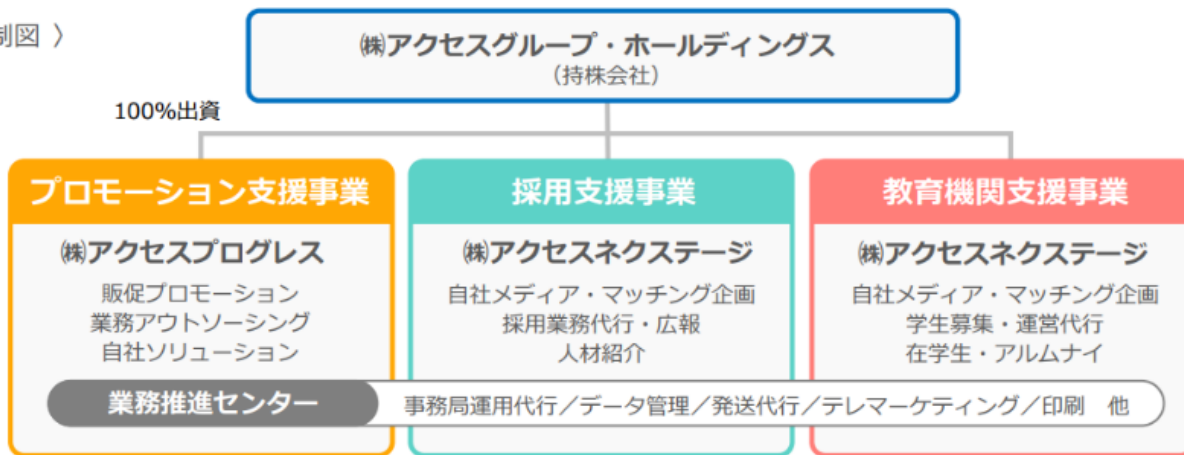 制図 〉
㈱アクセスグループ・ホールディングス
（持株会社）
100%出資
プロモーション支援事業
㈱アクセスプログレス
販促プロモーション
業務アウトソーシング
自社ソリューション
採用支援事業
㈱アクセスネクステージ
自社メディア・マッチング企画
採用業務代行・広報
人材紹介
教育機関支援事業
㈱アクセスネクステージ
自社メディア・マッチング企画
学生募集・運営代行
在学生・アルムナイ
業務推進センター
事務局運用代行／データ管理／発送代行／テレマーケティング／印刷　他